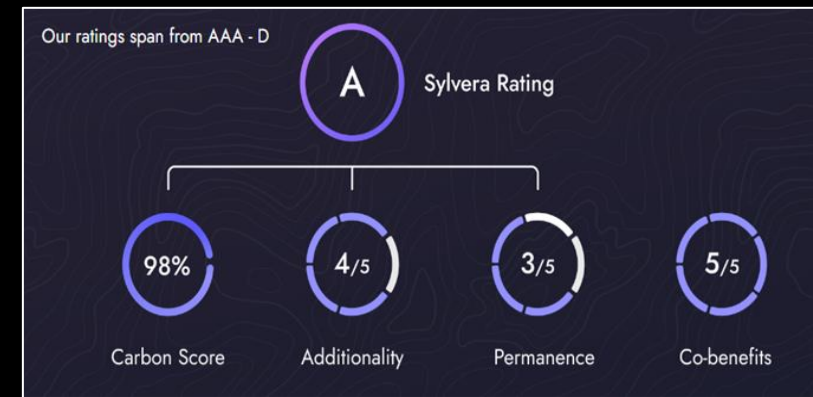 Our ratings span from AAA - D
A
Sylvera Rating
98%
4/5
3/5
5/5
Carbon Score
Additionality
Permanence
Co-benefits